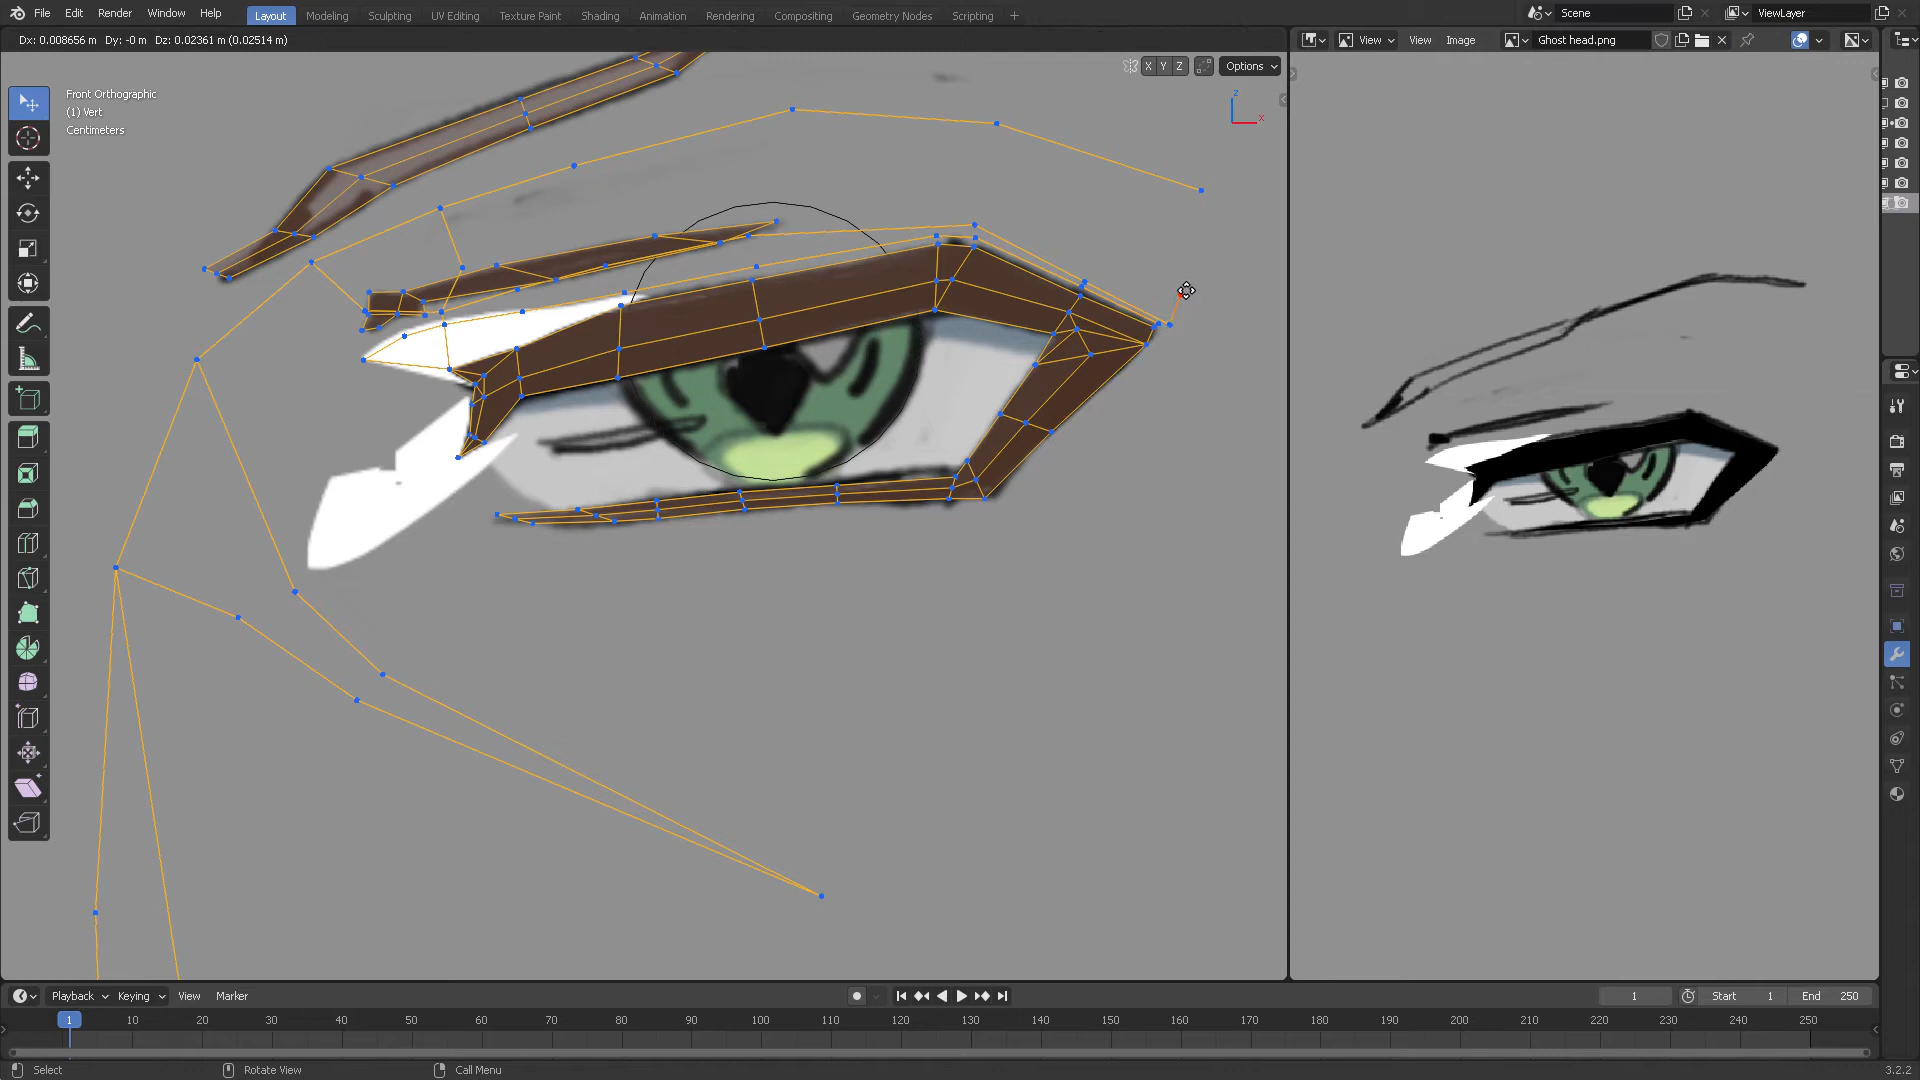 File Edit Render Window Help Layout Modeling Sculpting UV Editing Texture Paint Shading Animation Rendering Compositing Geometry Nodes Scripting + Scene ViewLayer
Dx: 0.008656 m Dy: -0 m Dz: 0.02361 m (0.02514 m) View View Image Ghost head.png
X Y Z Options
Front Orthographic
(1) Vert
Centimeters
z
x
Playback Keying View Marker 1 Start 1 End 250
1 10 20 30 40 50 60 70 80 90 100 110 120 130 140 150 160 170 180 190 200 210 220 230 240 250
Select Rotate View Call Menu 3.2.2